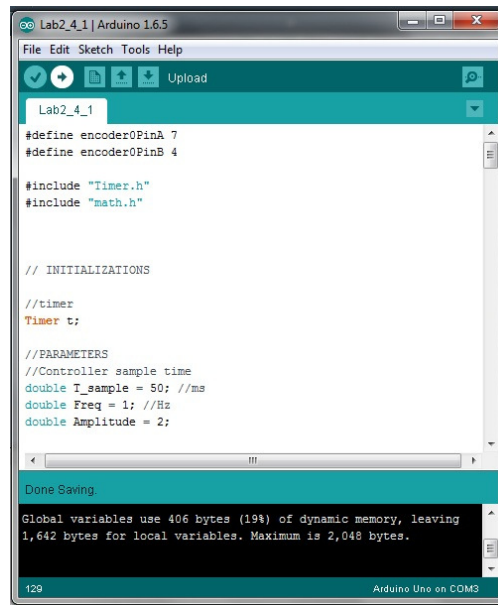 Lab2_4_1 | Arduino 1.6.5
File Edit Sketch Tools Help
Upload
Lab2_4_1
#define encoder0PinA 7
#define encoder0PinB 4
#include "Timer.h"
#include "math.h"
// INITIALIZATIONS
//timer
Timer t;
//PARAMETERS
//Controller sample time
double T_sample = 50; //ms
double Freq = 1; //Hz
double Amplitude = 2;
Done Saving.
Global variables use 406 bytes (19%) of dynamic memory, leaving
1,642 bytes for local variables. Maximum is 2,048 bytes.
129 Arduino Uno on COM3